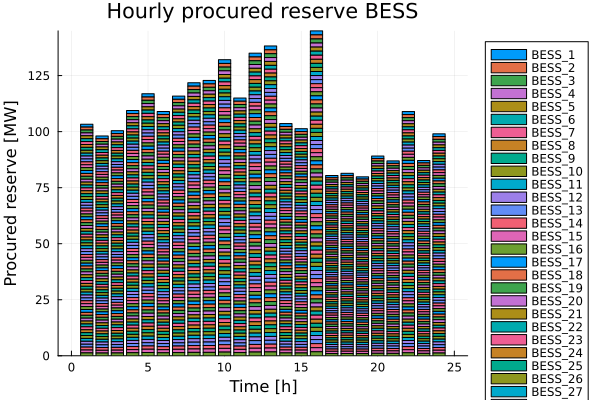 Hourly procured reserve BESS
Procured reserve [MW]
125
100
75
50
25
0
0
5
10
15
20
25
Time [h]
BESS_1
BESS_2
BESS_3
BESS_4
BESS_5
BESS_6
BESS_7
BESS_8
BESS_9
BESS_10
BESS_11
BESS_12
BESS_13
BESS_14
BESS_15
BESS_16
BESS_17
BESS_18
BESS_19
BESS_20
BESS_21
BESS_22
BESS_23
BESS_24
BESS_25
BESS_26
BESS_27